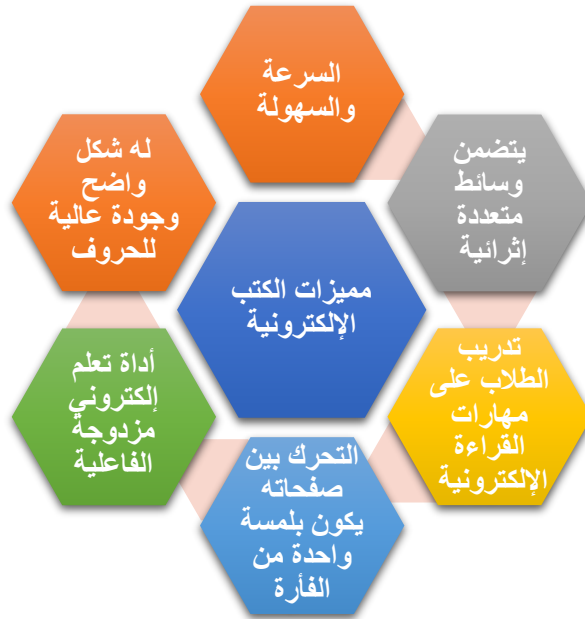 السرعة
والسهولة
يتضمن
وسائط
متعددة
إثرائية
تدريب
الطلاب على
مهارات
القراءة
الإلكترونية
التحرك بين
صفحاته
يكون بلمسة
واحدة من
الفأرة
أداة تعلم
إلكتروني
مزدوجة
الفاعلية
له شكل
واضح
وجودة عالية
للحروف
مميزات الكتب
الإلكترونية